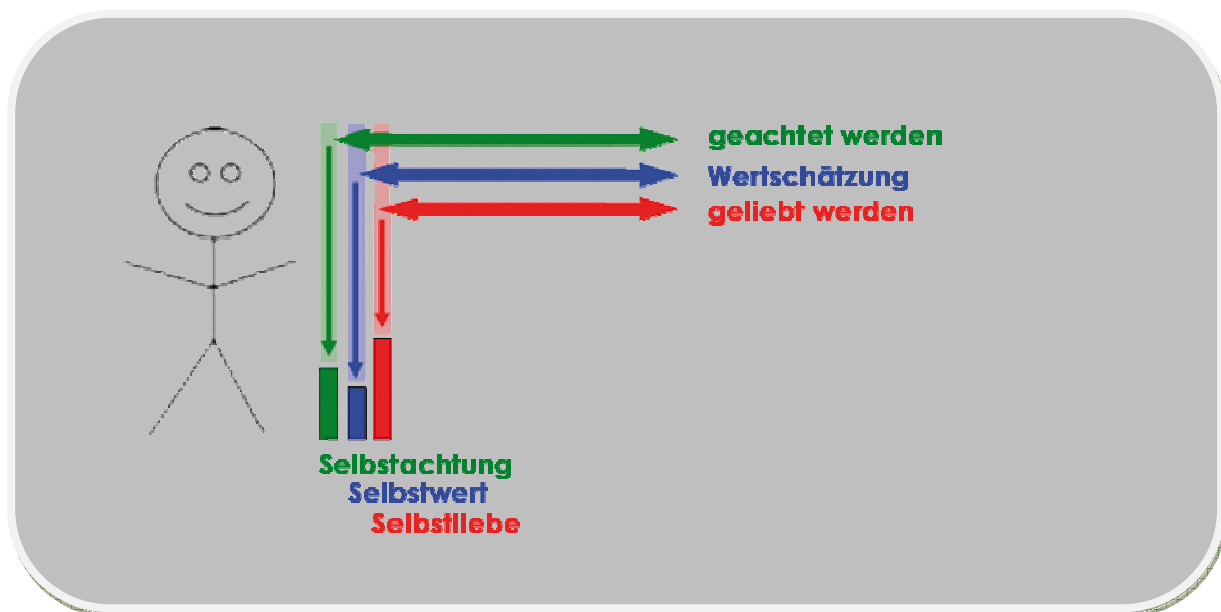 geachtet werden
Wertschätzung
geliebt werden
Selbstachtung
Selbstwert
Selbstliebe